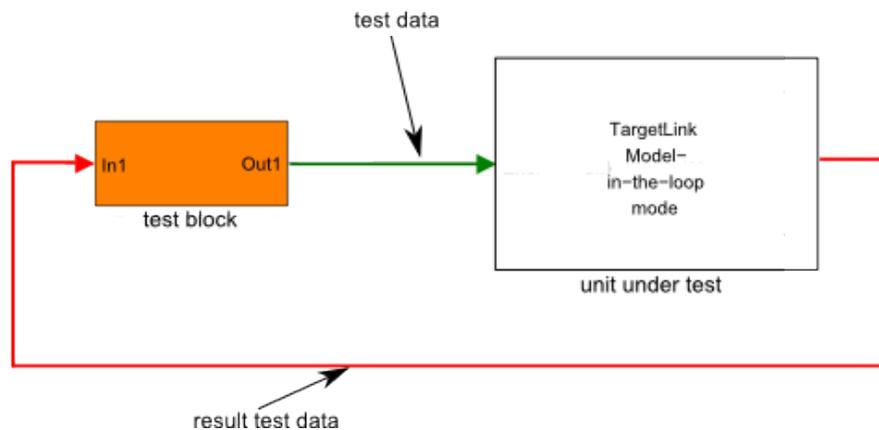 test data
In1
Out1
test block
TargetLink
Model-
in-the-loop
mode
unit under test
result test data